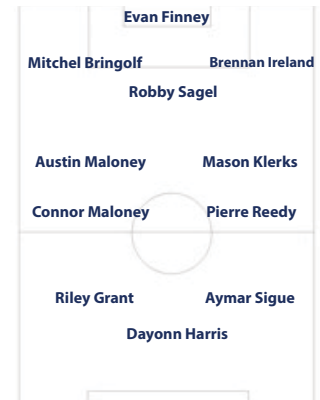 Evan Finney
Mitchel Bringolf
Brennan Ireland
Robby Sagel
Austin Maloney
Mason Klerks
Connor Maloney
Pierre Reedy
Riley Grant
Aymar Sigue
Dayonn Harris